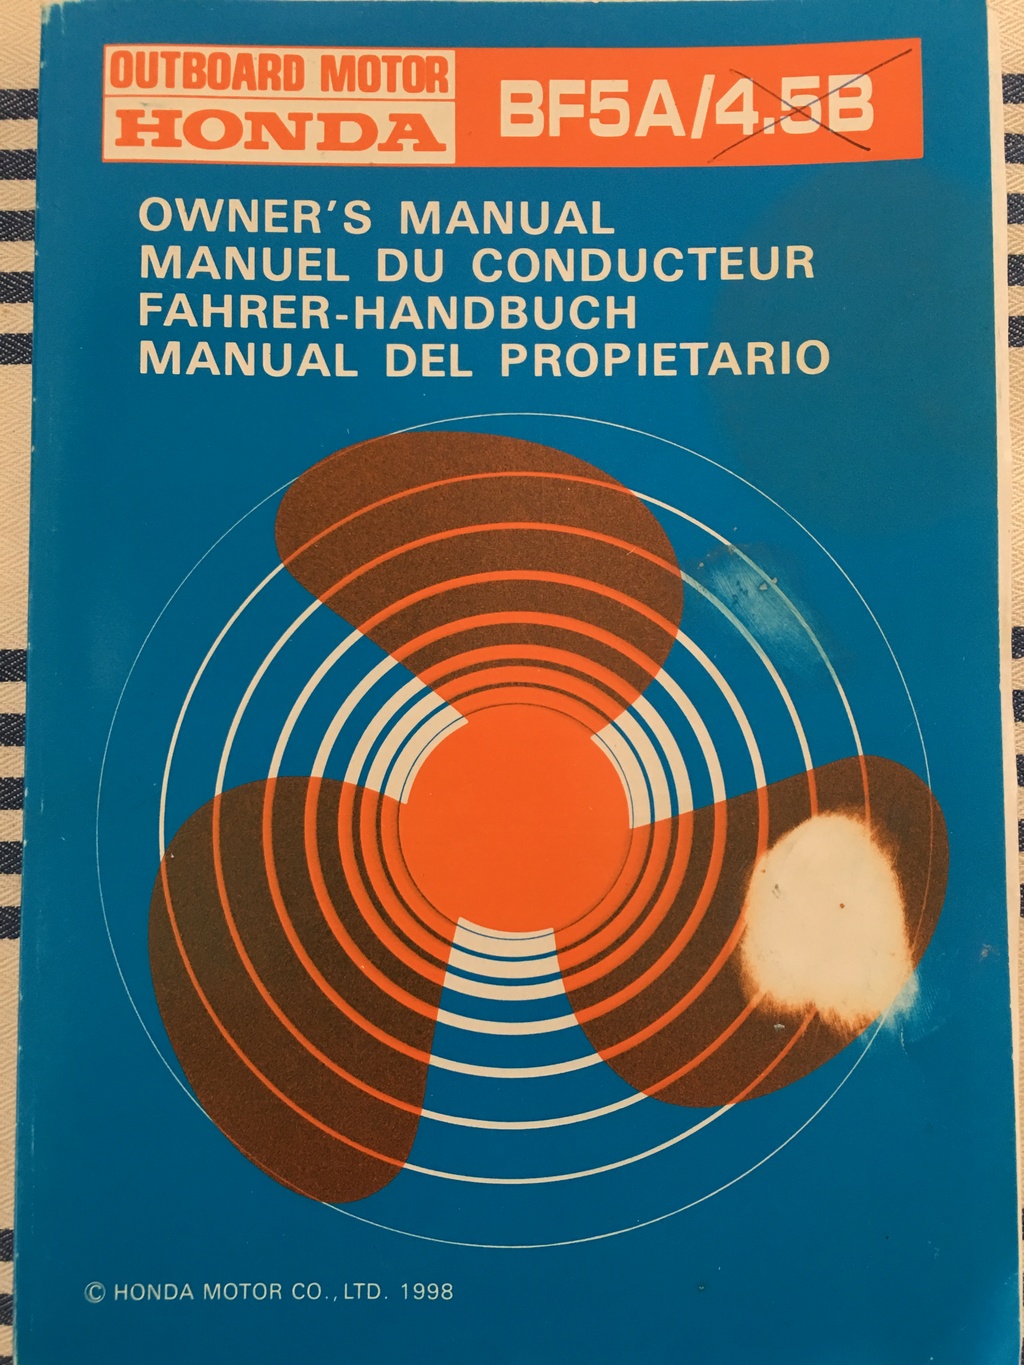 OUTBOARD MOTOR
HONDA
BF5A/4.5B
OWNER'S MANUAL
MANUEL DU CONDUCTEUR
FAHRER-HANDBUCH
MANUAL DEL PROPIETARIO
© HONDA MOTOR CO., LTD. 1998